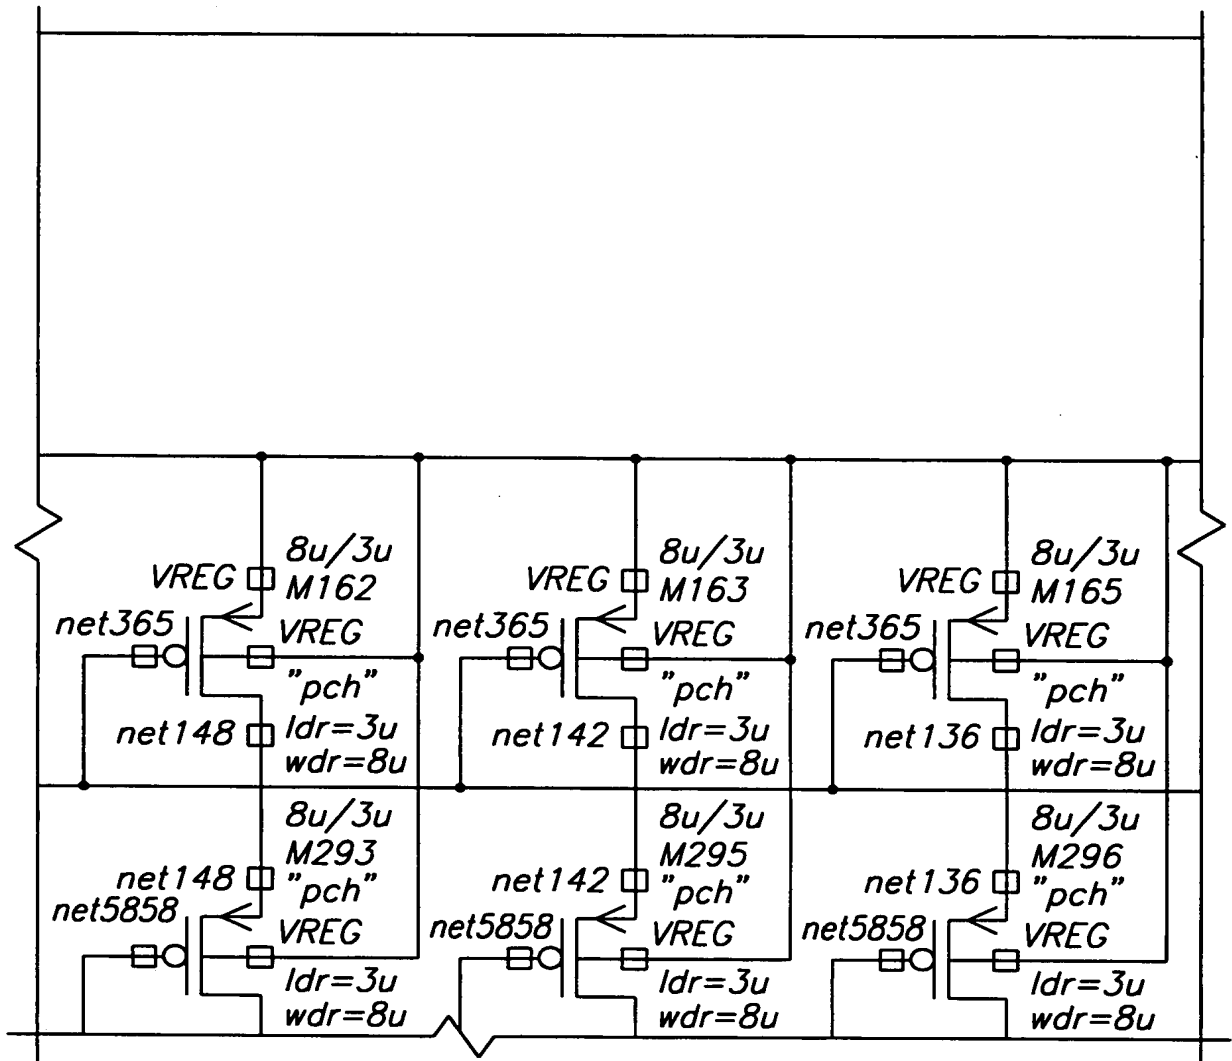 8u/3u
VREG M162
net365
VREG
"pch"
net148 ldr=3u
wdr=8u
8u/3u
M293
net148 "pch"
net5858
VREG
ldr=3u
wdr=8u
8u/3u
VREG M163
net365
VREG
"pch"
net142 ldr=3u
wdr=8u
8u/3u
M295
net142 "pch"
net5858
VREG
ldr=3u
wdr=8u
8u/3u
VREG M165
net365
VREG
"pch"
net136 ldr=3u
wdr=8u
8u/3u
M296
net136 "pch"
net5858
VREG
ldr=3u
wdr=8u